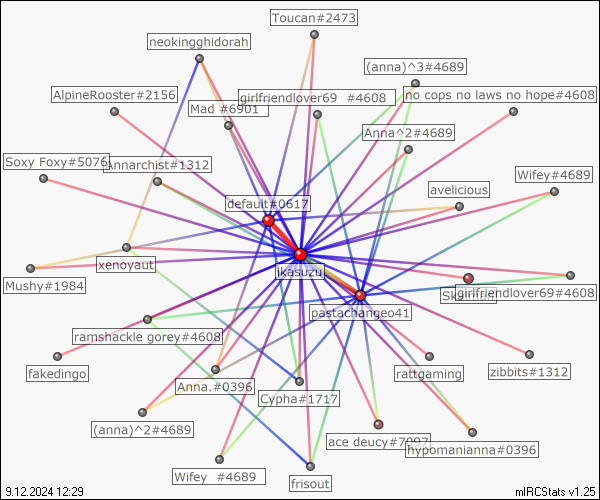 Toucan#2473
neokingghidorah
(anna)^3#4689
AlpineRooster#2156
girlfriendlover69 #4608
no cops no laws no hope#4608
Mad #6901
Anna^2#4689
Soxy Foxy#5076
Annarchist#1312
Wifey#4689
avelicious
default#0617
xenoyaut
ikasuzu
Mushy#1984
girlfriendlover69#4608
pastachangeo41
ramshackle gorey#4608
fakedingo
rattgaming
zibbits#1312
Anna.#0396
Cypha#1717
(anna)^2#4689
ace deucy#7097
hypomanianna#0396
Wifey #4689
frisout
9.12.2024 12:29
mIRCStats v1.25